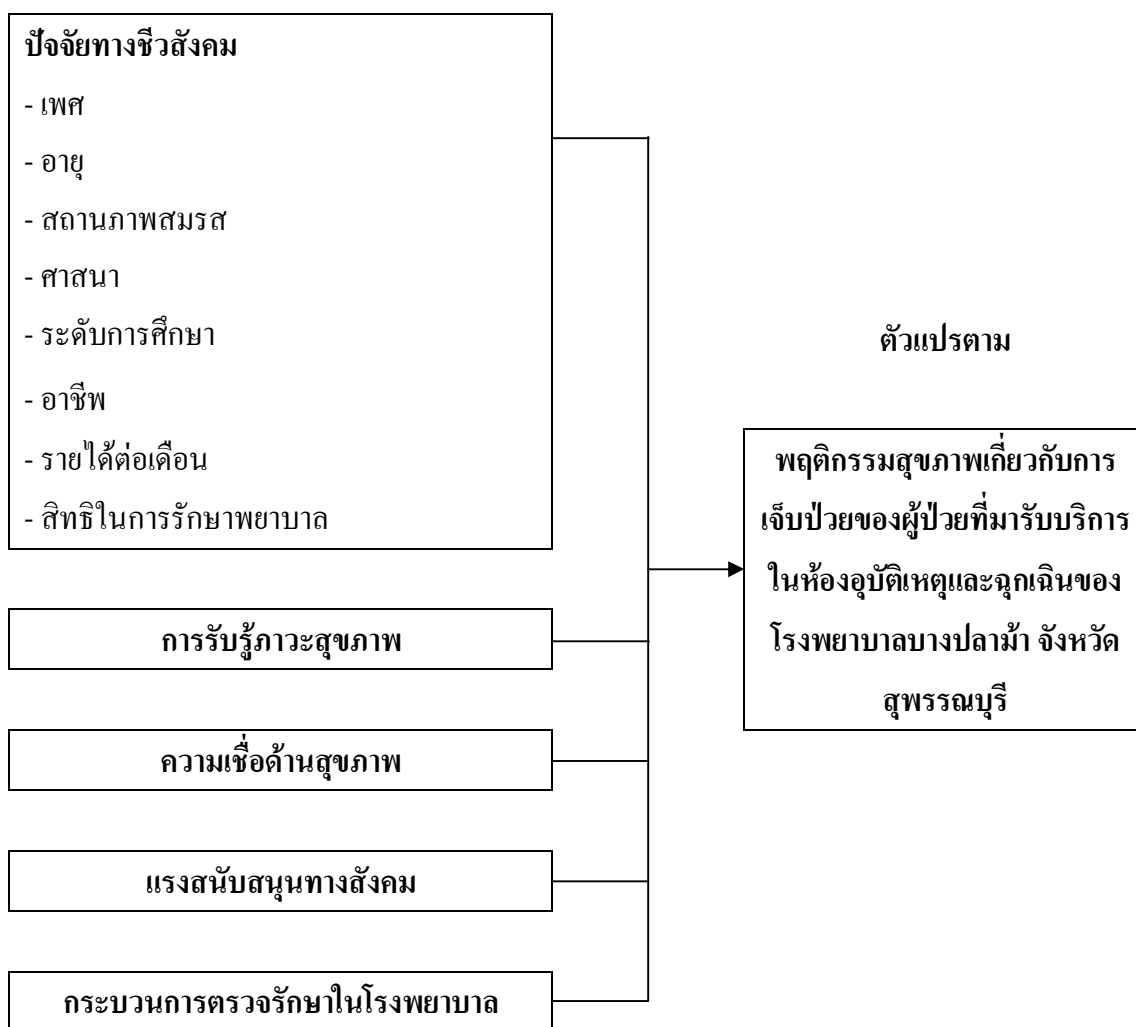 ปัจจัยทางชีวสังคม
- เพศ
- อายุ
- สถานภาพสมรส
- ศาสนา
- ระดับการศึกษา
- อาชีพ
- รายได้ต่อเดือน
- สิทธิในการรักษาพยาบาล
การรับรู้ภาวะสุขภาพ
ความเชื่อด้านสุขภาพ
แรงสนับสนุนทางสังคม
กระบวนการตรวจรักษาในโรงพยาบาล
ตัวแปรตาม
พฤติกรรมสุขภาพเกี่ยวกับการ
เจ็บป่วยของผู้ป่วยที่มารับบริการ
ในห้องอุบัติเหตุและฉุกเฉินของ
โรงพยาบาลบางปลาม้า จังหวัด
สุพรรณบุรี